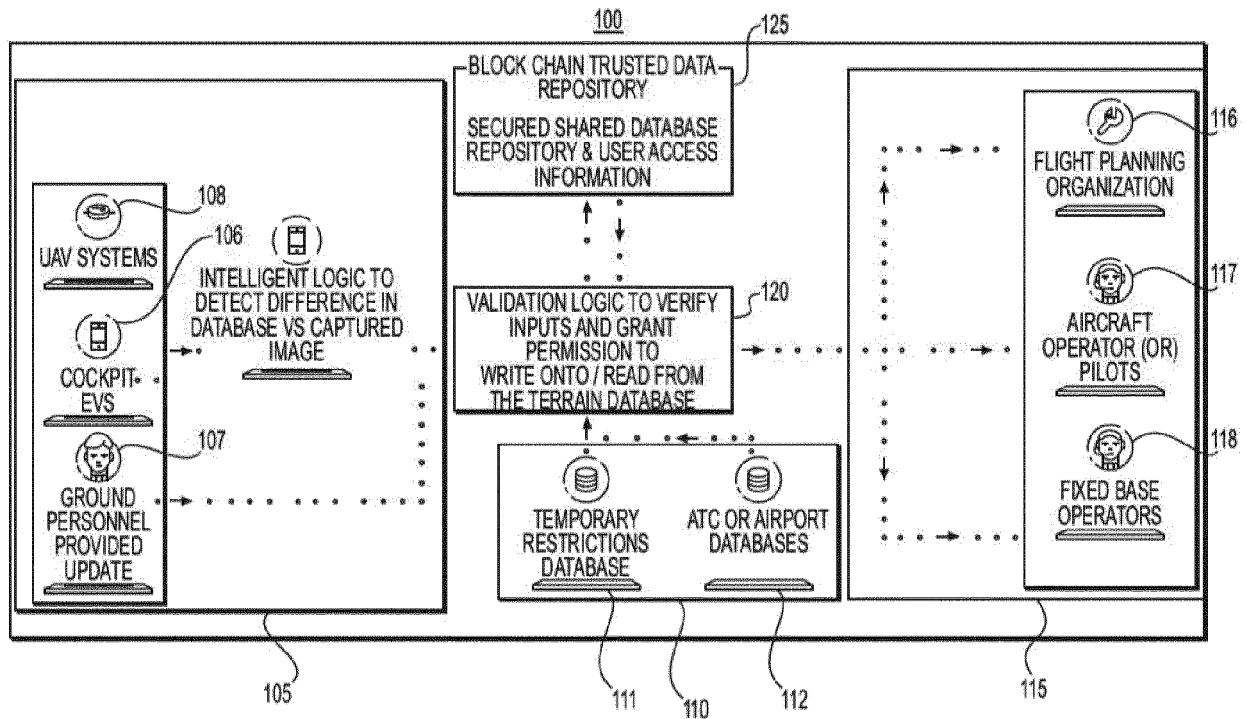 100
125
BLOCK CHAIN TRUSTED DATA
REPOSITORY
SECURED SHARED DATABASE
REPOSITORY & USER ACCESS
INFORMATION
108
UAV SYSTEMS
106
COCKPIT-
EVS
107
GROUND
PERSONNEL
PROVIDED
UPDATE
INTELLIGENT LOGIC TO
DETECT DIFFERENCE IN
DATABASE VS CAPTURED
IMAGE
105
120
VALIDATION LOGIC TO VERIFY
INPUTS AND GRANT
PERMISSION TO
WRITE ONTO / READ FROM
THE TERRAIN DATABASE
TEMPORARY
RESTRICTIONS
DATABASE
ATC OR AIRPORT
DATABASES
111
110
112
116
FLIGHT PLANNING
ORGANIZATION
117
AIRCRAFT
OPERATOR (OR)
PILOTS
118
FIXED BASE
OPERATORS
115